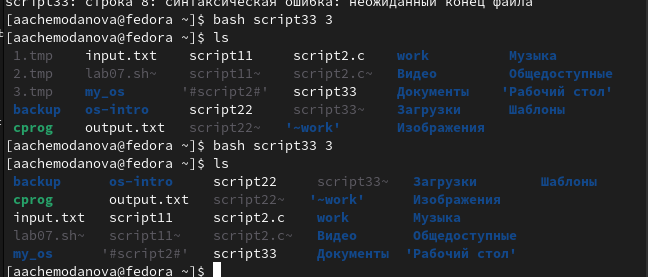 script33: строка 8: синтаксическая ошибка: неожиданный конец файла
[aachemodanova@fedora ~]$ bash script33 3
[aachemodanova@fedora ~]$ ls
1.tmp input.txt script11 script2.c work Музыка
2.tmp lab07.sh~ script11~ script2.c~ Видео Общедоступные
3.tmp my_os '#script2#' script33 Документы 'Рабочий стол'
backup os-intro script22 script33~ Загрузки Шаблоны
cprog output.txt script22~ '~work' Изображения
[aachemodanova@fedora ~]$ bash script33 3
[aachemodanova@fedora ~]$ ls
backup os-intro script22 script33~ Загрузки Шаблоны
cprog output.txt script22~ '~work' Изображения
input.txt script11 script2.c work Музыка
lab07.sh~ script11~ script2.c~ Видео Общедоступные
my_os '#script2#' script33 Документы 'Рабочий стол'
[aachemodanova@fedora ~]$